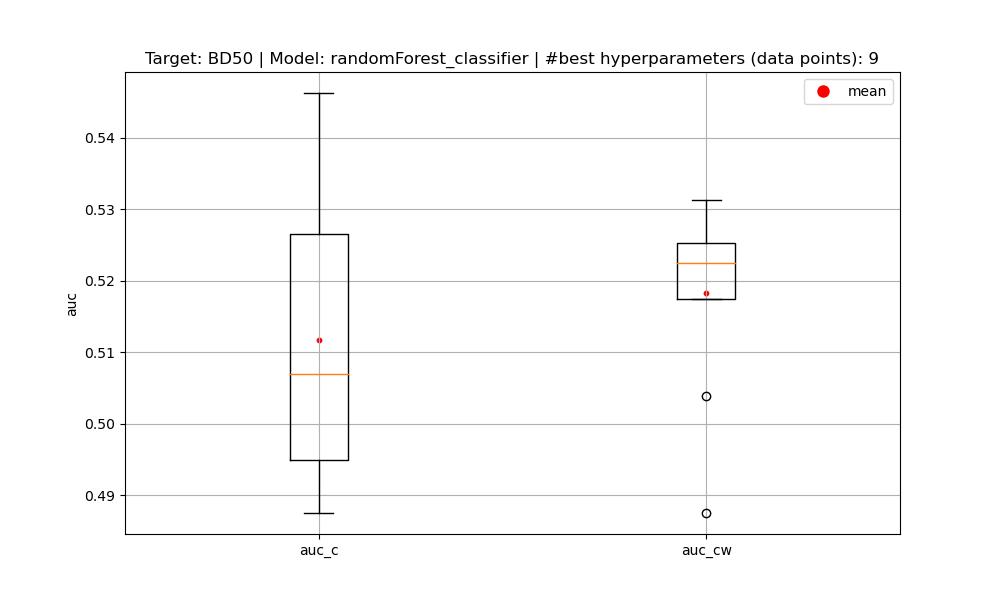 Target: BD50 | Model: randomForest_classifier | #best hyperparameters (data points): 9
mean
0.54
0.53
0.52
0.51
0.50
0.49
auc
auc_c
auc_cw